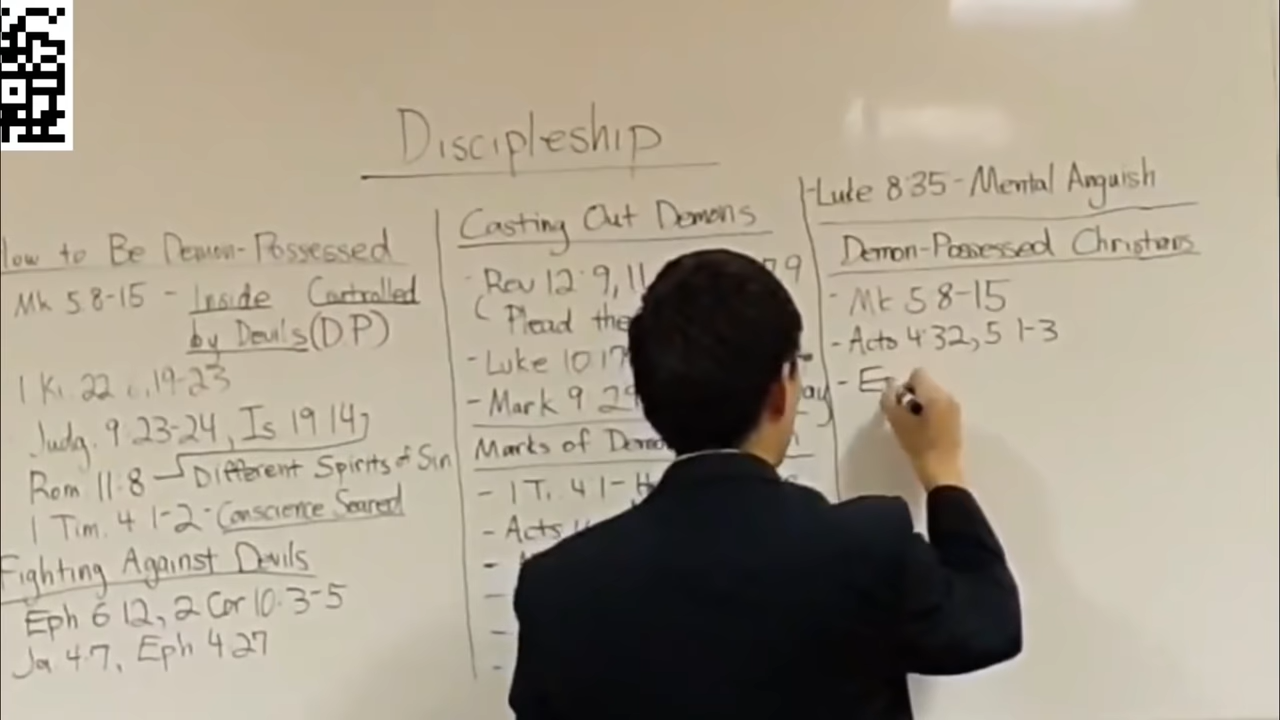 Discipleship
How to Be Demon-Possessed
Mk 5 8-15 - Inside Controlled
by Devils (DP)
1 Ki. 22 19-23
Judg. 9 23-24, Is 19 14
Rom 11:8 Different Spirits of Sin
1 Tim. 4 1-2 - Conscience Seared
Fighting Against Devils
Eph 6 12, 2 Cor 10:3-5
Ja 4:7, Eph 4 27
Casting Out Demons
- Rev 12:9, 11
( Plead the
- Luke 10 17
- Mark 9 29
Marks of
- 1 Ti. 4 1-
- Acts
- Luke 8:35 - Mental Anguish
Demon-Possessed Christians
- Mk 5 8-15
- Acts 4:32, 5 1-3
- E